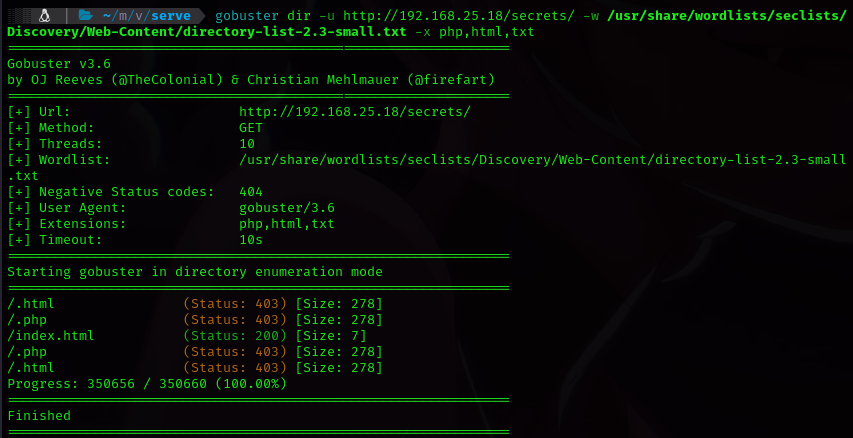 ~/m/v/serve gobuster dir -u http://192.168.25.18/secrets/ -w /usr/share/wordlists/seclists/
Discovery/Web-Content/directory-list-2.3-small.txt -x php,html,txt
===============================================================
Gobuster v3.6
by OJ Reeves (@TheColonial) & Christian Mehlmauer (@firefart)
===============================================================
[+] Url: http://192.168.25.18/secrets/
[+] Method: GET
[+] Threads: 10
[+] Wordlist: /usr/share/wordlists/seclists/Discovery/Web-Content/directory-list-2.3-small
.txt
[+] Negative Status codes: 404
[+] User Agent: gobuster/3.6
[+] Extensions: php,html,txt
[+] Timeout: 10s
===============================================================
Starting gobuster in directory enumeration mode
===============================================================
/.html (Status: 403) [Size: 278]
/.php (Status: 403) [Size: 278]
/index.html (Status: 200) [Size: 7]
/.php (Status: 403) [Size: 278]
/.html (Status: 403) [Size: 278]
Progress: 350656 / 350660 (100.00%)
===============================================================
Finished
===============================================================